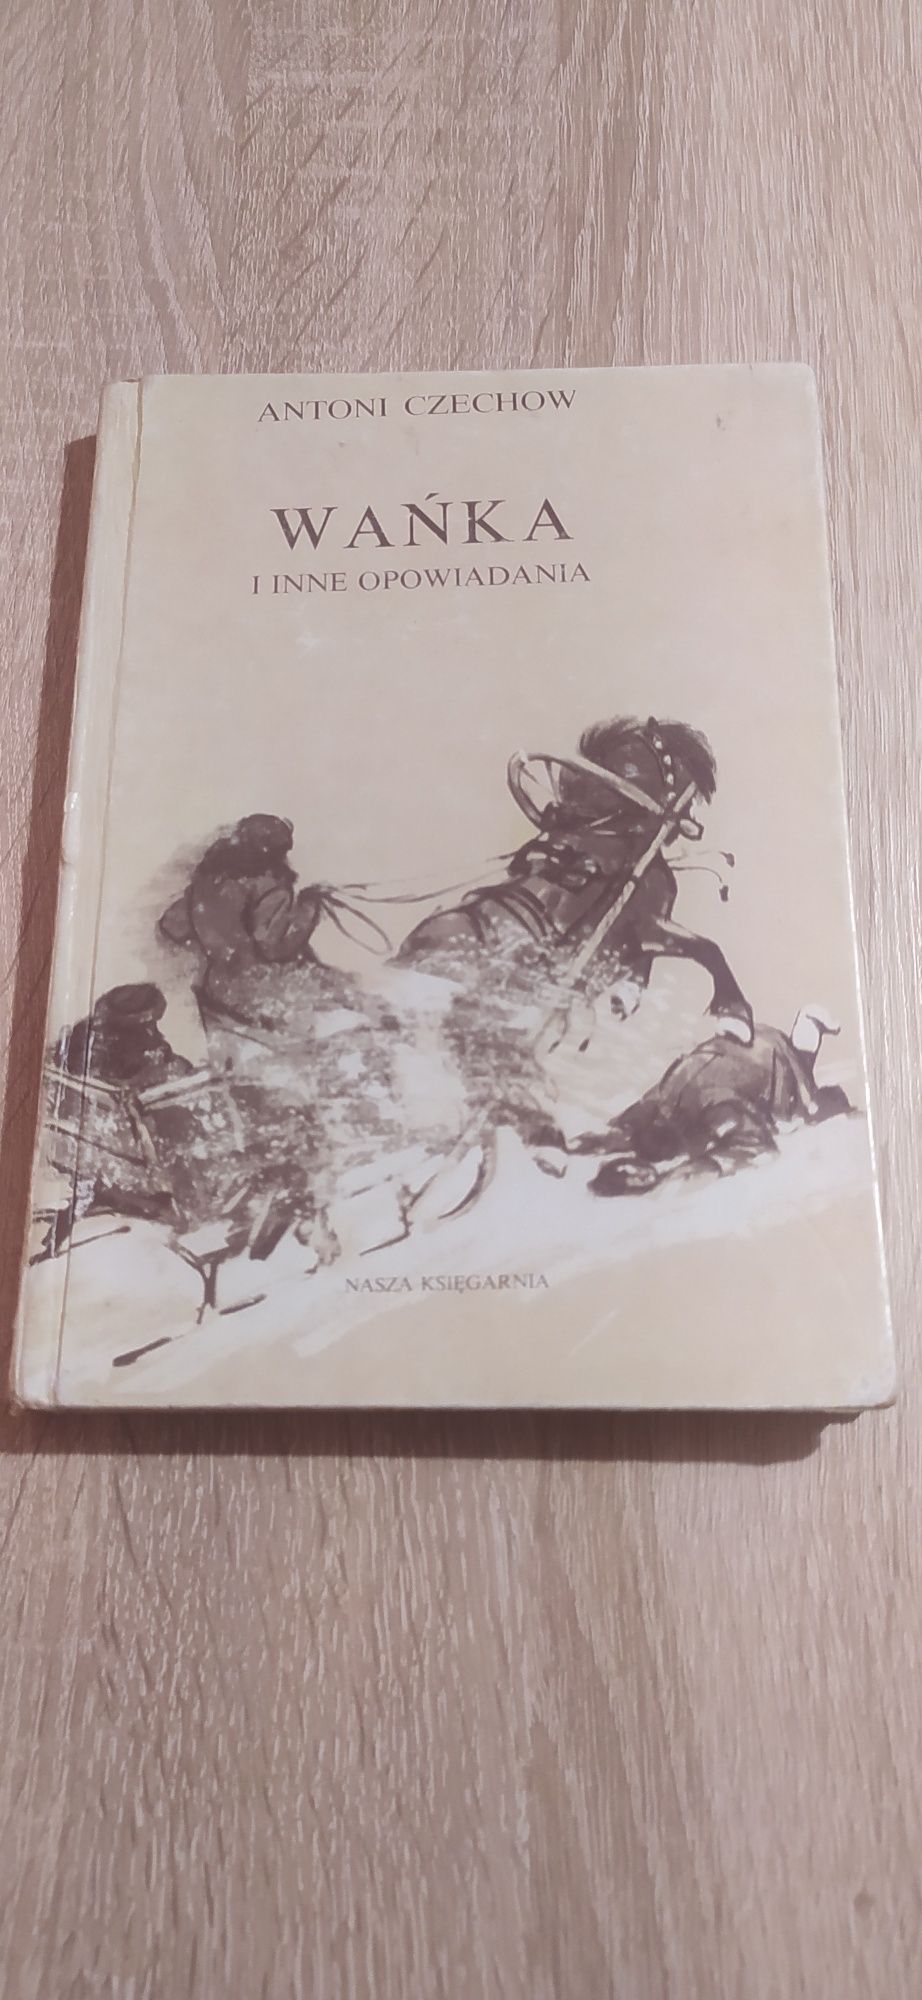 ANTONI CZECHOW
WAŃKA
I INNE OPOWIADANIA
NASZA KSIĘGARNIA